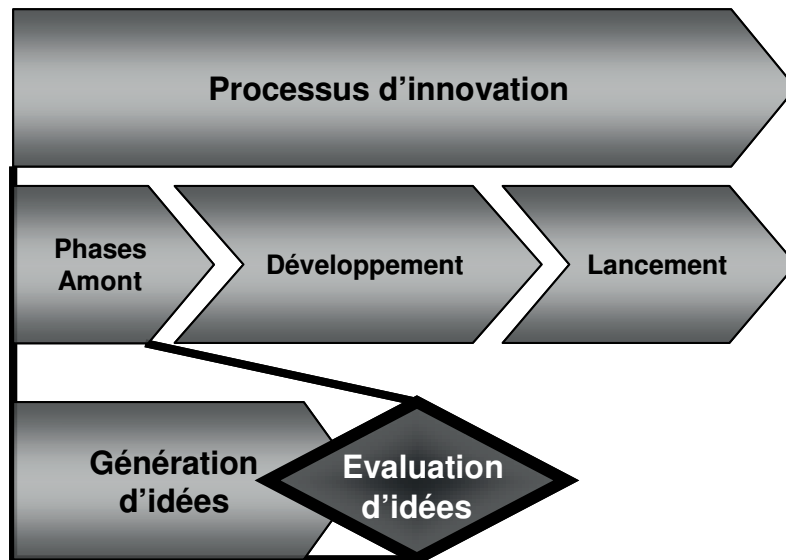 Processus d'innovation
Phases
Amont
Développement
Lancement
Génération
d'idées
Evaluation
d'idées